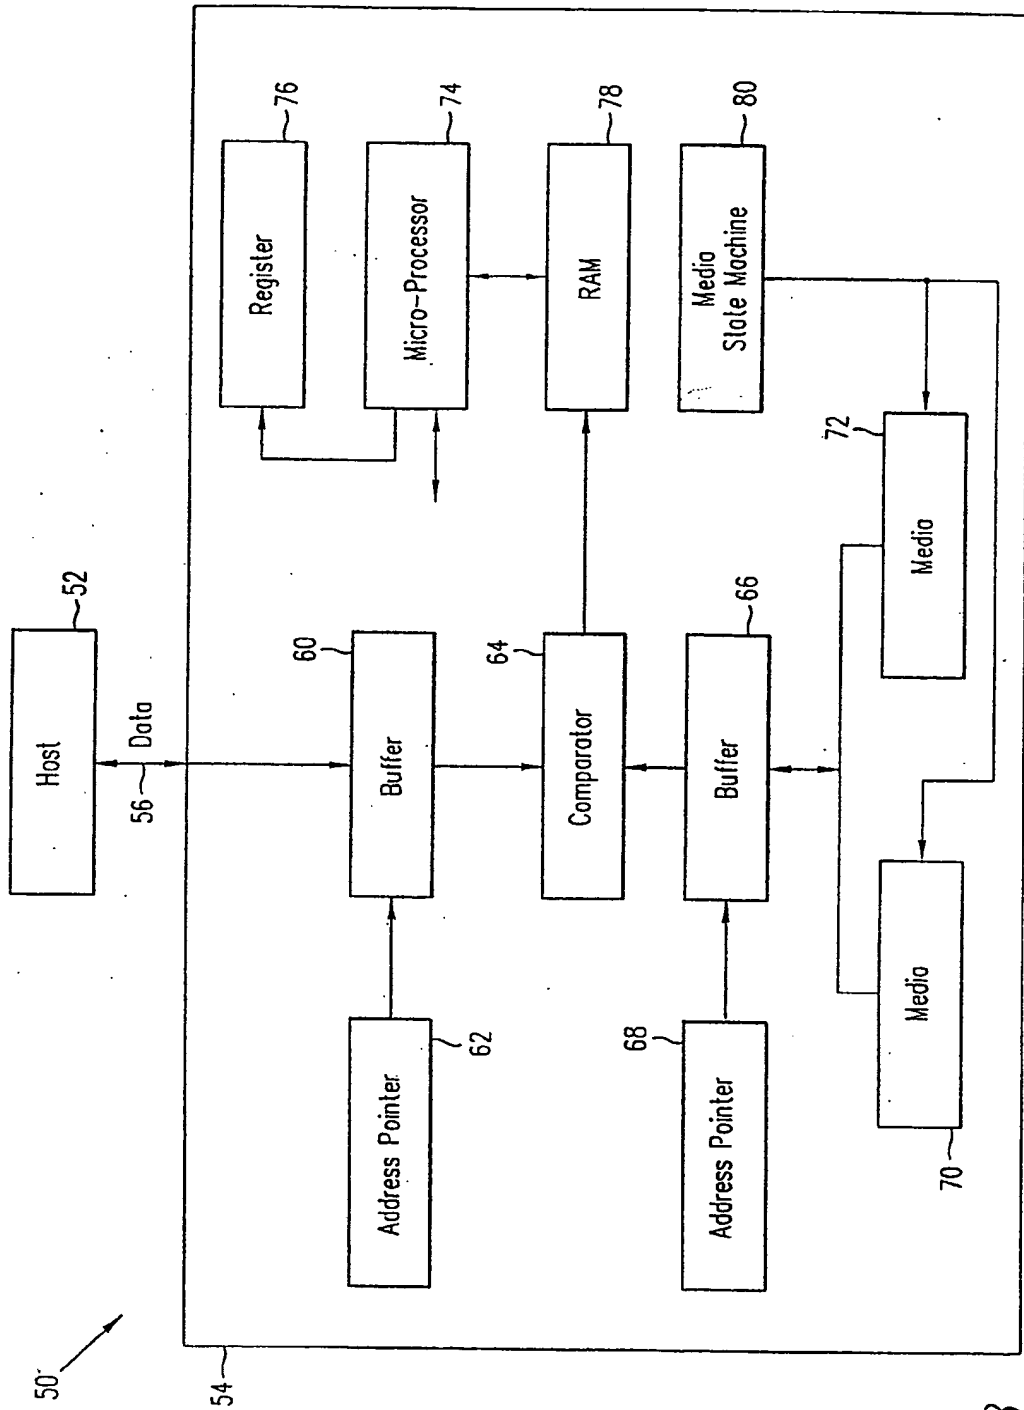 50
Host
52
Data
56
54
Register
76
Micro-Processor
74
RAM
78
Media
State Machine
80
Buffer
60
Address Pointer
62
Comparator
64
Buffer
66
Address Pointer
68
Media
70
Media
72